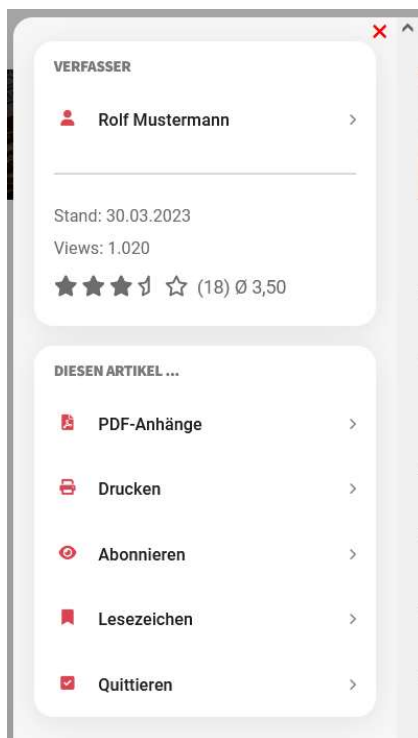 VERFASSER
Rolf Mustermann
Stand: 30.03.2023
Views: 1.020
(18) Ø 3,50
DIESEN ARTIKEL ...
PDF-Anhänge
Drucken
Abonnieren
Lesezeichen
Quittieren